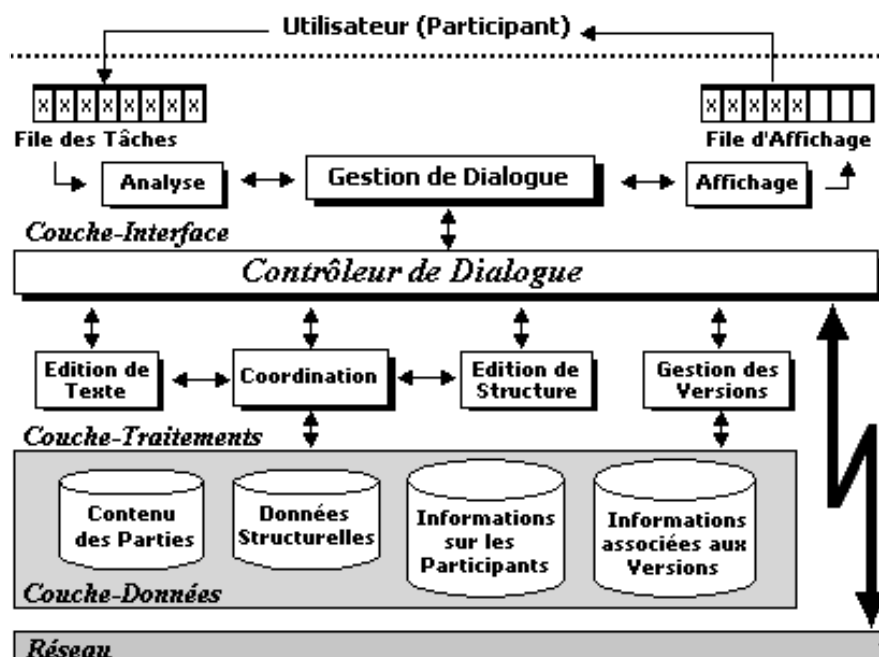 Utilisateur (Participant)
x x x x x x x x
x x x x x
File des Tâches
File d'Affichage
Analyse
Gestion de Dialogue
Affichage
Couche-Interface
Contrôleur de Dialogue
Edition de
Texte
Coordination
Edition de
Structure
Gestion des
Versions
Couche-Traitements
Contenu
des Parties
Données
Structurelles
Informations
sur les
Participants
Informations
associées aux
Versions
Couche-Données
Réseau